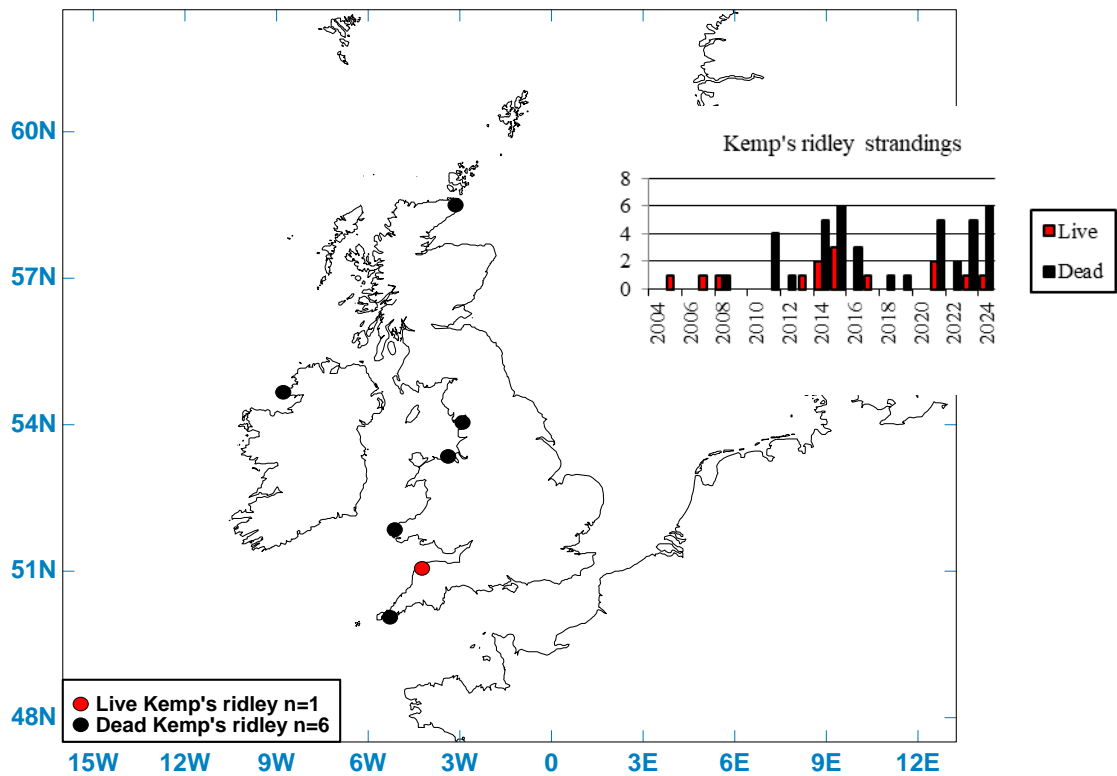 Kemp's ridley strandings
8
6
4
2
0
2004
2006
2008
2010
2012
2014
2016
2018
2020
2022
2024
Live
Dead
60N
57N
54N
51N
48N
Live Kemp's ridley n=1
Dead Kemp's ridley n=6
15W 12W 9W 6W 3W 0 3E 6E 9E 12E